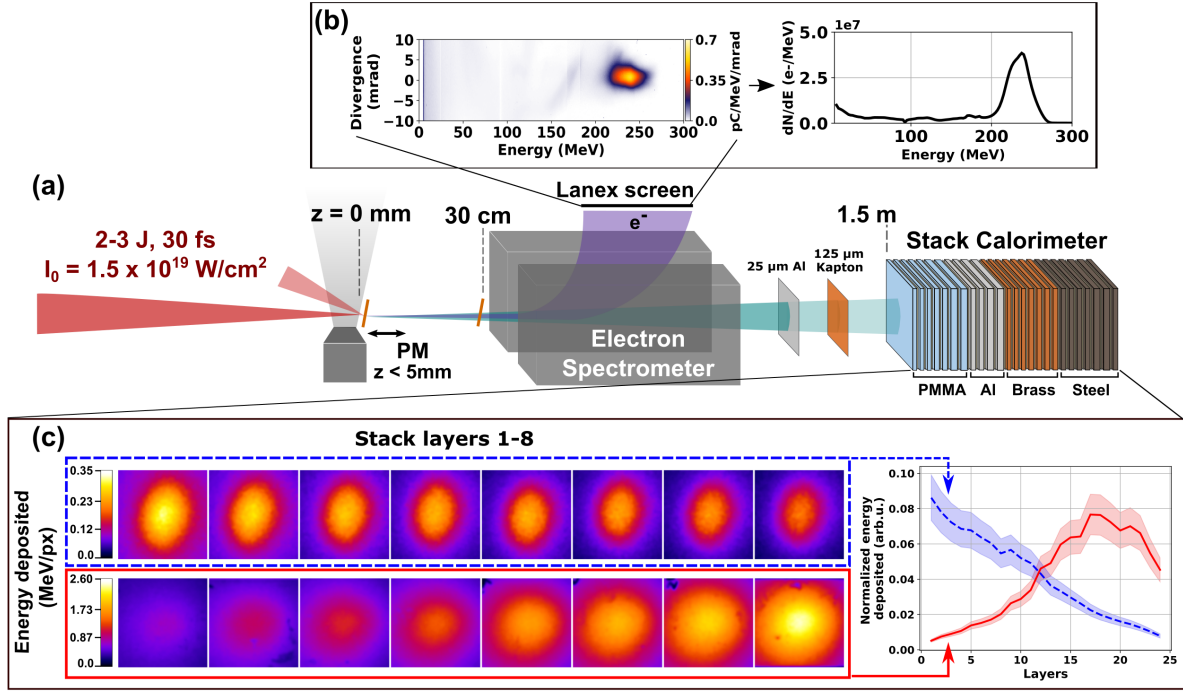 (b)
10
5
0
−5
−10
Divergence
(mrad)
0
50
100
150
200
250
300
Energy (MeV)
0.7
0.35
0.0
pC/MeV/mrad
1e7
5.0
2.5
0.0
dN/dE (e-/MeV)
100
200
300
Energy (MeV)
(a)
Lanex screen
e-
z = 0 mm
30 cm
1.5 m
2-3 J, 30 fs
I0 = 1.5 x 10^19 W/cm2
Stack Calorimeter
25 μm Al
125 μm
Kapton
PM
z < 5mm
Electron
Spectrometer
PMMA
Al
Brass
Steel
(c)
Stack layers 1-8
Energy deposited
(MeV/px)
0.35
0.23
0.12
0.0
2.60
1.73
0.87
0.0
0.10
0.08
0.06
0.04
0.02
0.00
Normalized energy
deposited (arb.u.)
0
5
10
15
20
25
Layers